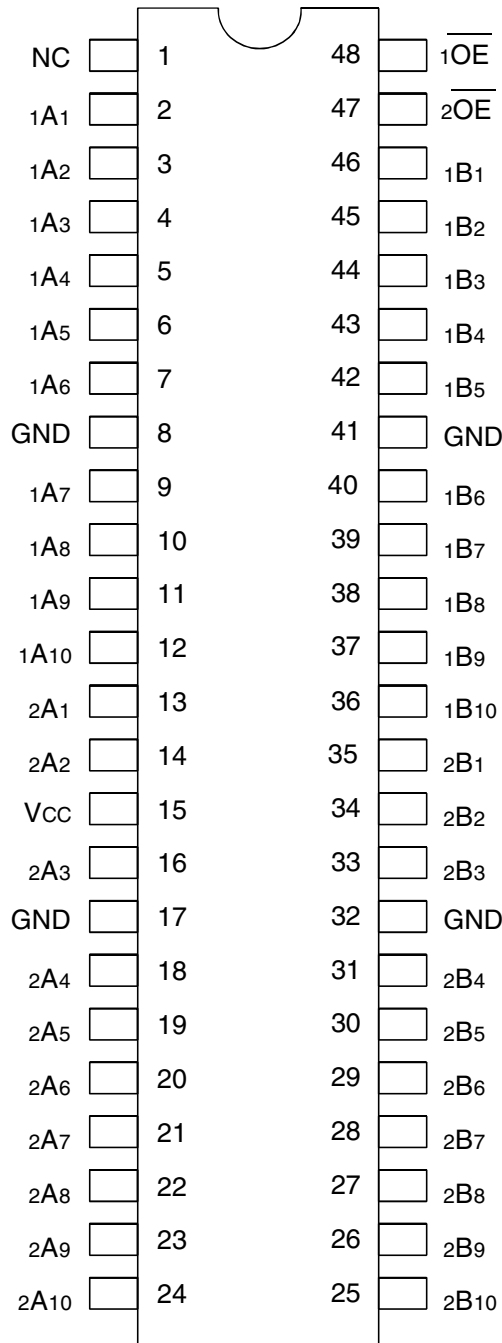 NC 1 48 1OE
1A1 2 47 2OE
1A2 3 46 1B1
1A3 4 45 1B2
1A4 5 44 1B3
1A5 6 43 1B4
1A6 7 42 1B5
GND 8 41 GND
1A7 9 40 1B6
1A8 10 39 1B7
1A9 11 38 1B8
1A10 12 37 1B9
2A1 13 36 1B10
2A2 14 35 2B1
VCC 15 34 2B2
2A3 16 33 2B3
GND 17 32 GND
2A4 18 31 2B4
2A5 19 30 2B5
2A6 20 29 2B6
2A7 21 28 2B7
2A8 22 27 2B8
2A9 23 26 2B9
2A10 24 25 2B10